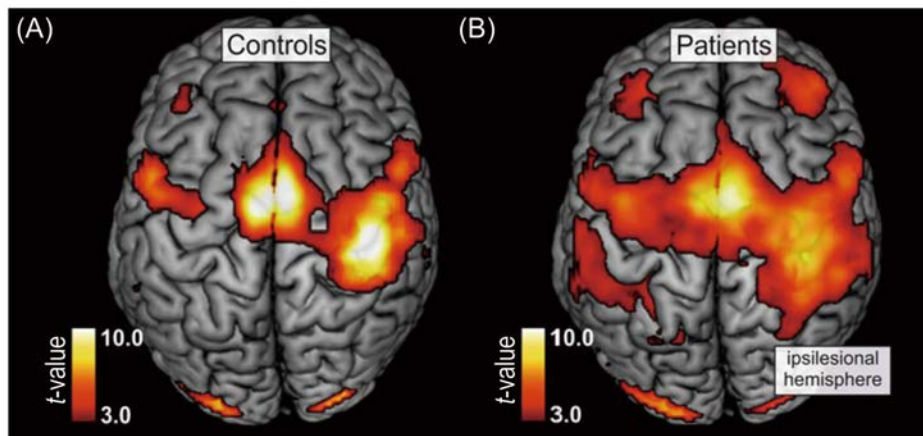 (A)
Controls
t-value
10.0
3.0
(B)
Patients
t-value
10.0
3.0
ipsilesional
hemisphere